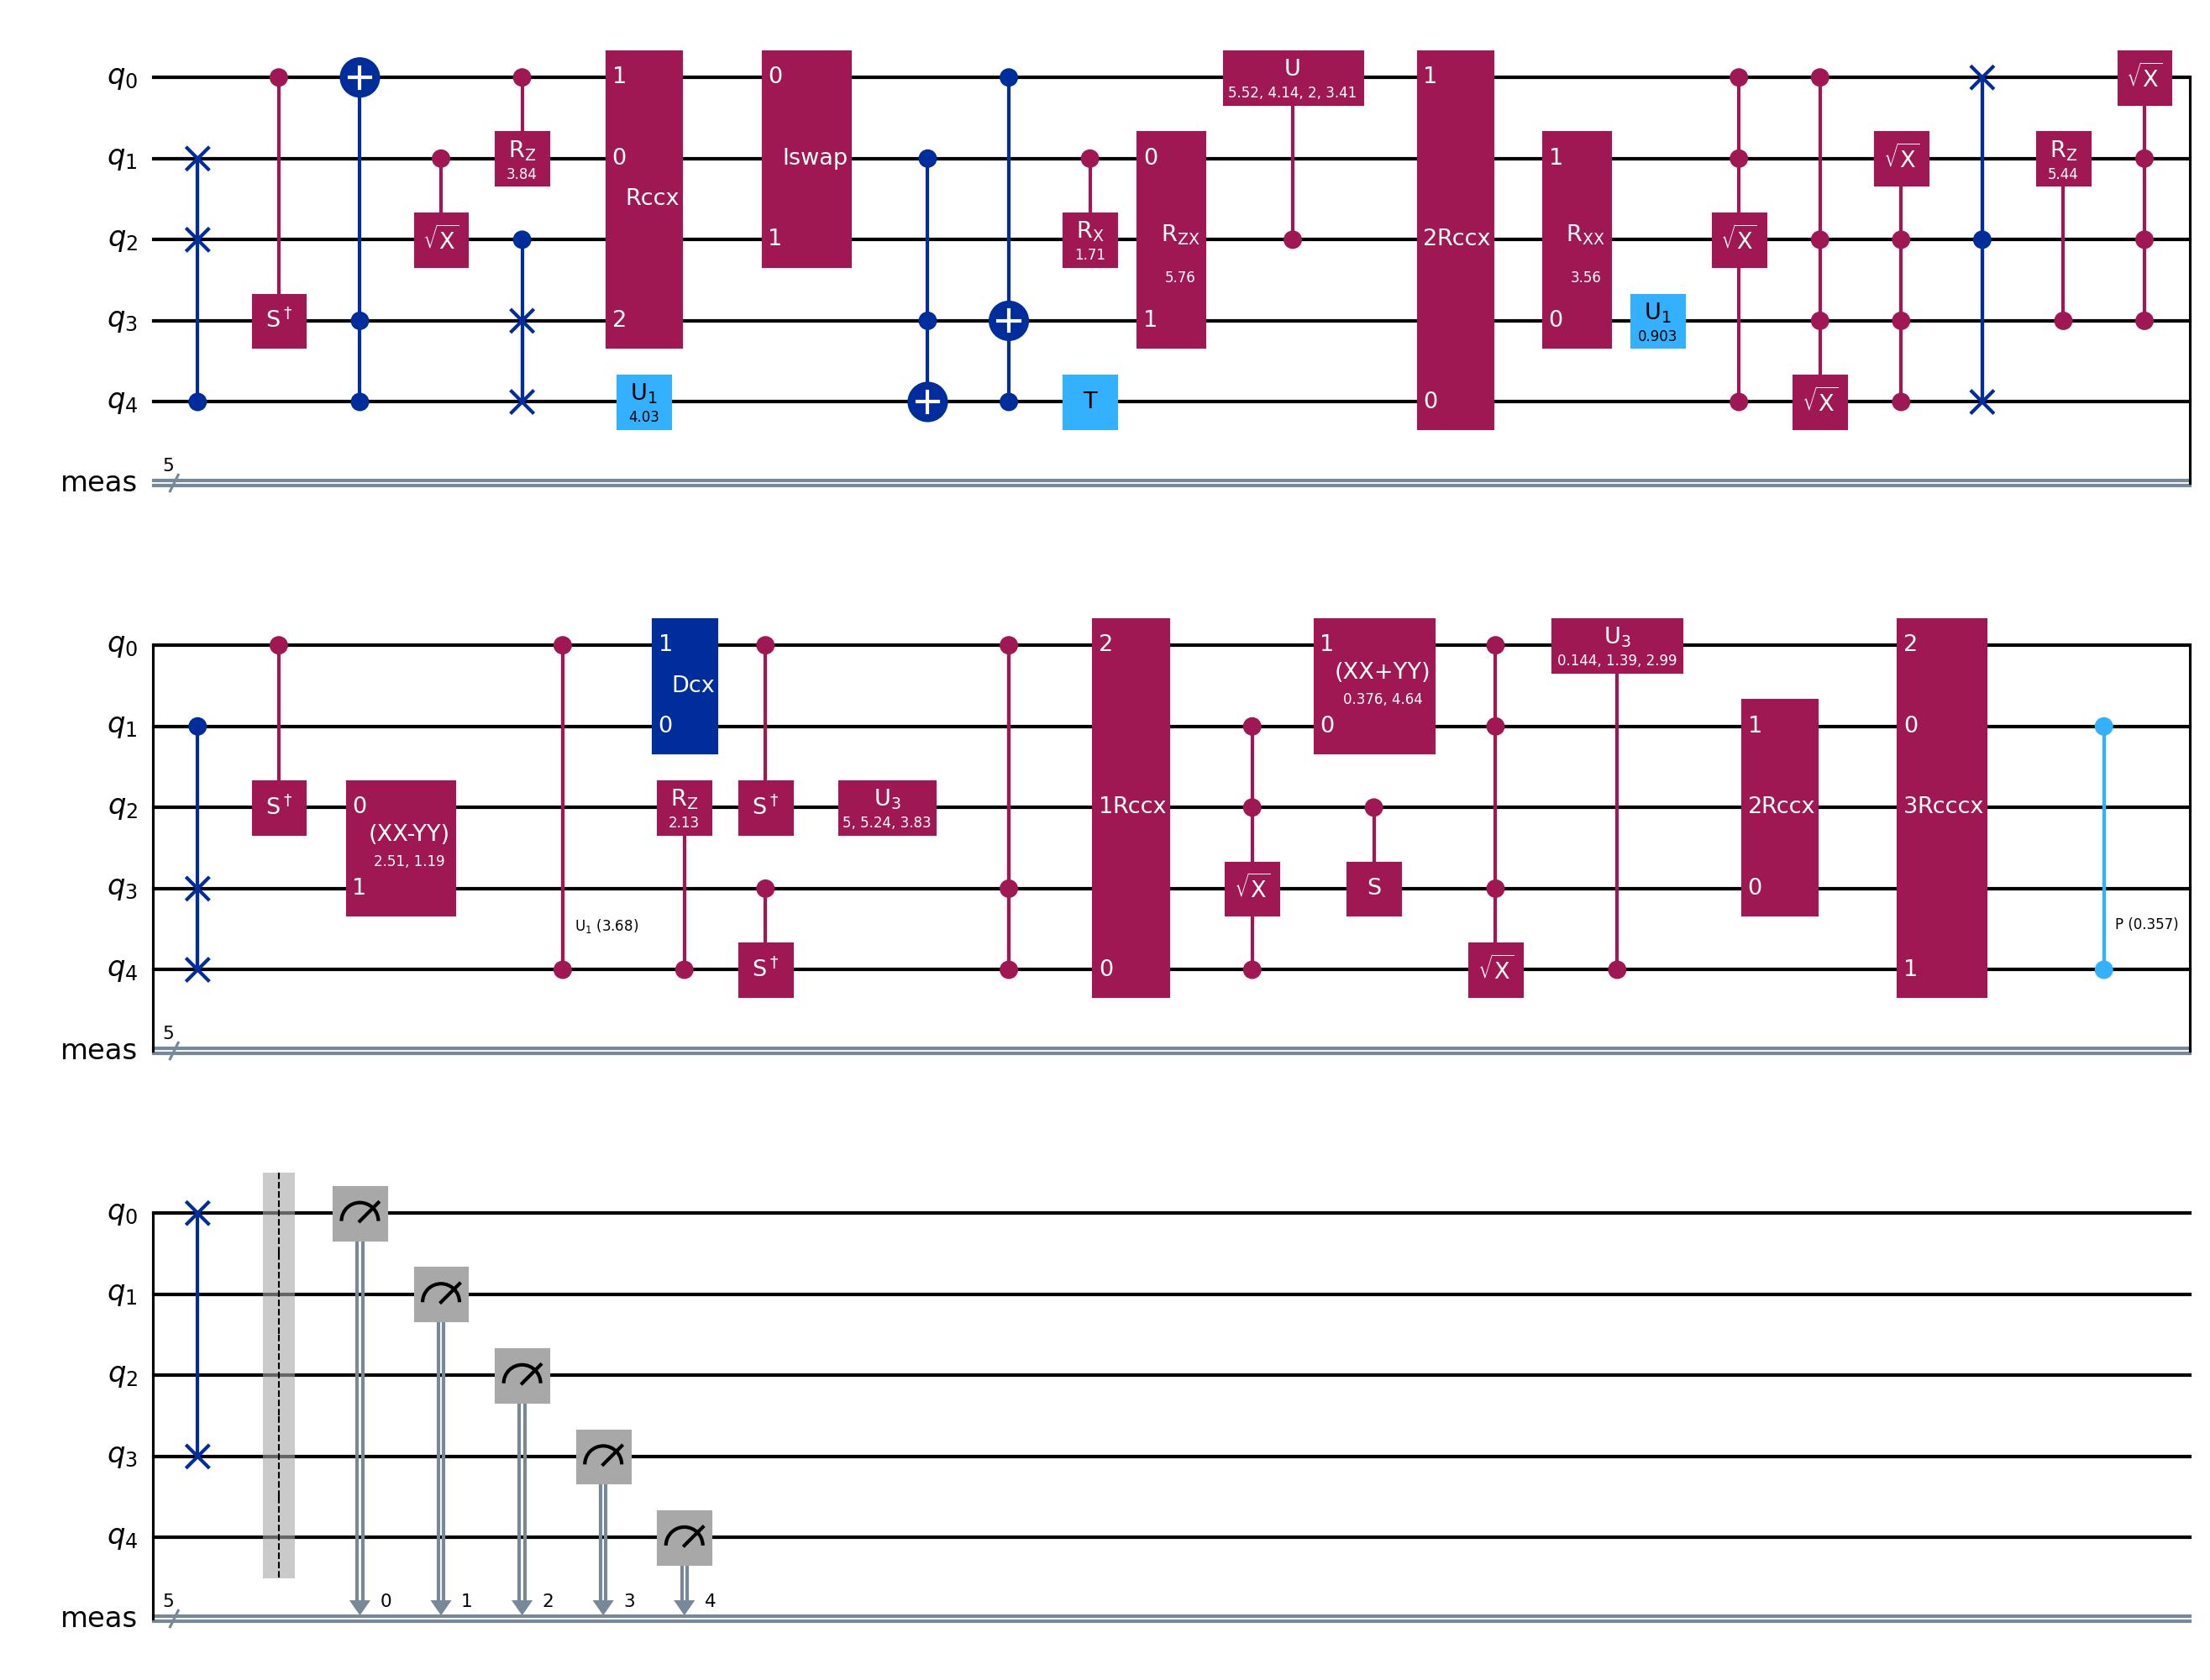 q0 1 0 U 5.52, 4.14, 2, 3.41 1 √X
q1 RZ 3.84 0 Rccx Iswap 0 1 √X RZ 5.44
q2 √X 1 RX 1.71 RZX 5.76 2Rccx RXX 3.56 √X
q3 S† 2 1 0 U1 0.903
q4 U1 4.03 T 0 √X
meas 5
q0 1 Dcx 2 1 (XX+YY) 0.376, 4.64 U3 0.144, 1.39, 2.99 2
q1 0 0 1 0
q2 S† 0 (XX-YY) 2.51, 1.19 RZ 2.13 S† U3 5, 5.24, 3.83 1Rccx 2Rccx 3Rcccx
q3 1 √X S 0
U1 (3.68) P (0.357)
q4 S† 0 √X 1
meas 5
q0
q1
q2
q3
q4
meas 5 0 1 2 3 4